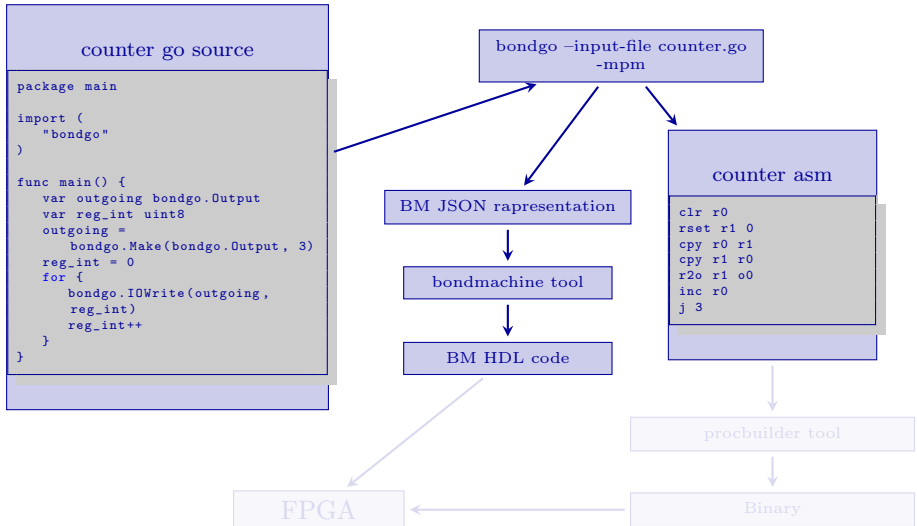 counter go source
package main
import (
"bondgo"
)
func main() {
var outgoing bondgo.Output
var reg_int uint8
outgoing =
bondgo.Make(bondgo.Output, 3)
reg_int = 0
for {
bondgo.IOWrite(outgoing,
reg_int)
reg_int++
}
}
bondgo –input-file counter.go
-mpm
BM JSON rapresentation
bondmachine tool
BM HDL code
counter asm
clr r0
rset r1 0
cpy r0 r1
cpy r1 r0
r2o r1 o0
inc r0
j 3
procbuilder tool
Binary
FPGA